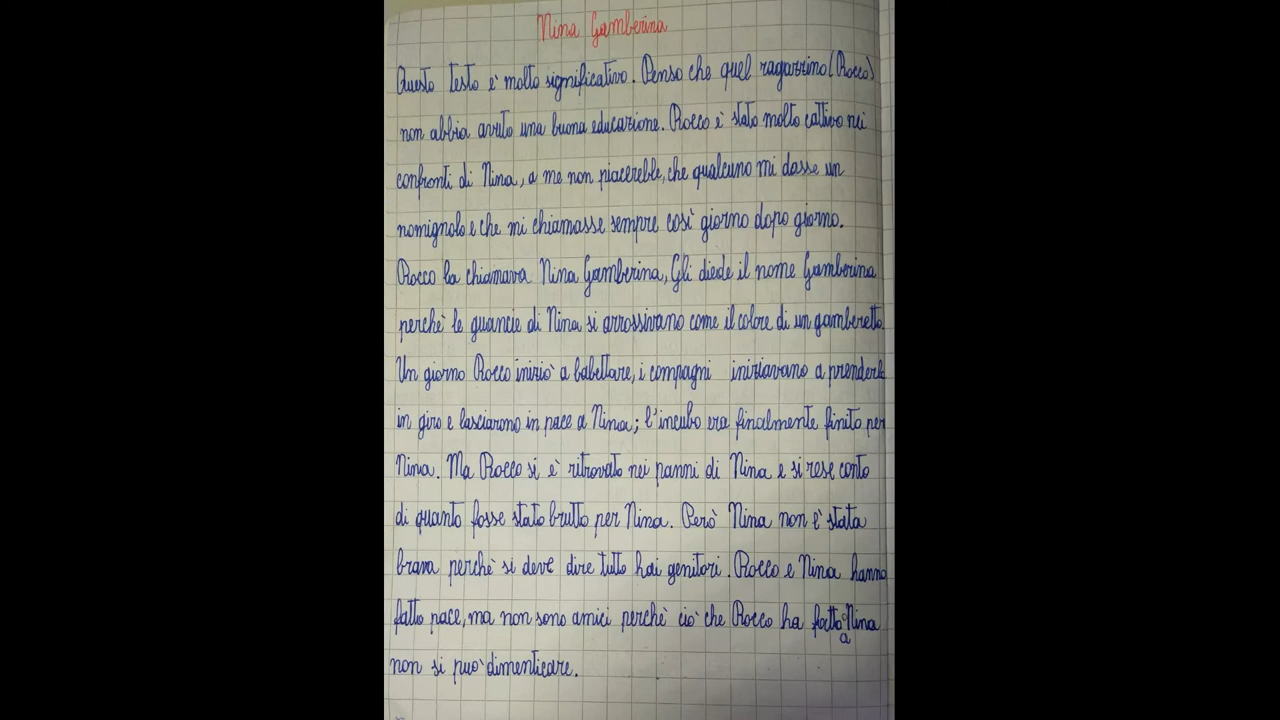 Nina Gamberina
Questo testo è molto significativo. Penso che quel ragazzino (Rocco)
non abbia avuto una buona educazione. Rocco è stato molto cattivo nei
confronti di Nina, a me non piacerebbe, che qualcuno mi dasse un
nomignolo e che mi chiamasse sempre così giorno dopo giorno.
Rocco la chiamava Nina Gamberina, Gli diede il nome Gamberina
perchè le guancie di Nina si arrossivano come il colore di un gamberetto.
Un giorno Rocco iniziò a balbettare, i compagni iniziavano a prenderlo
in giro e lasciarono in pace a Nina; l'incubo era finalmente finito per
Nina. Ma Rocco si è ritrovato nei panni di Nina e si rese conto
di quanto fosse stato brutto per Nina. Però Nina non è stata
brava perchè si deve dire tutto hai genitori. Rocco e Nina hanno
fatto pace, ma non sono amici perchè ciò che Rocco ha fatto a Nina
non si può dimenticare.